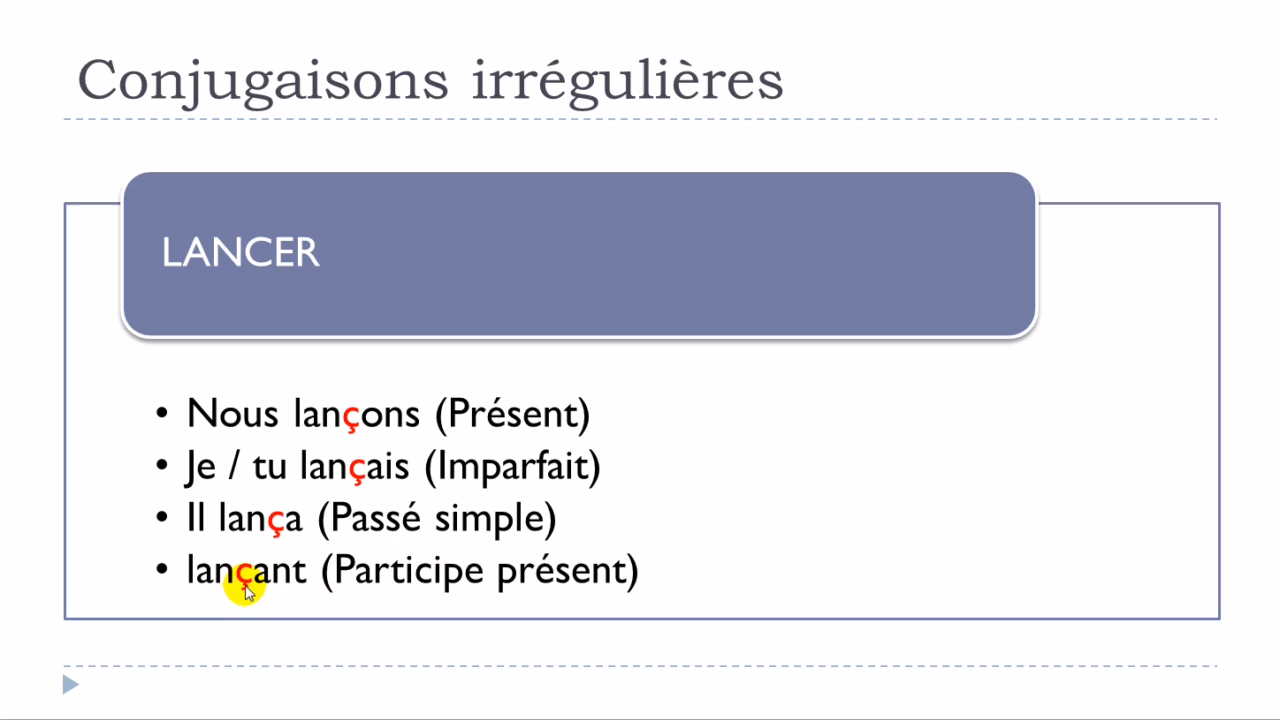 Conjugaisons irrégulières
LANCER
• Nous lançons (Présent)
• Je / tu lançais (Imparfait)
• Il lança (Passé simple)
• lançant (Participe présent)